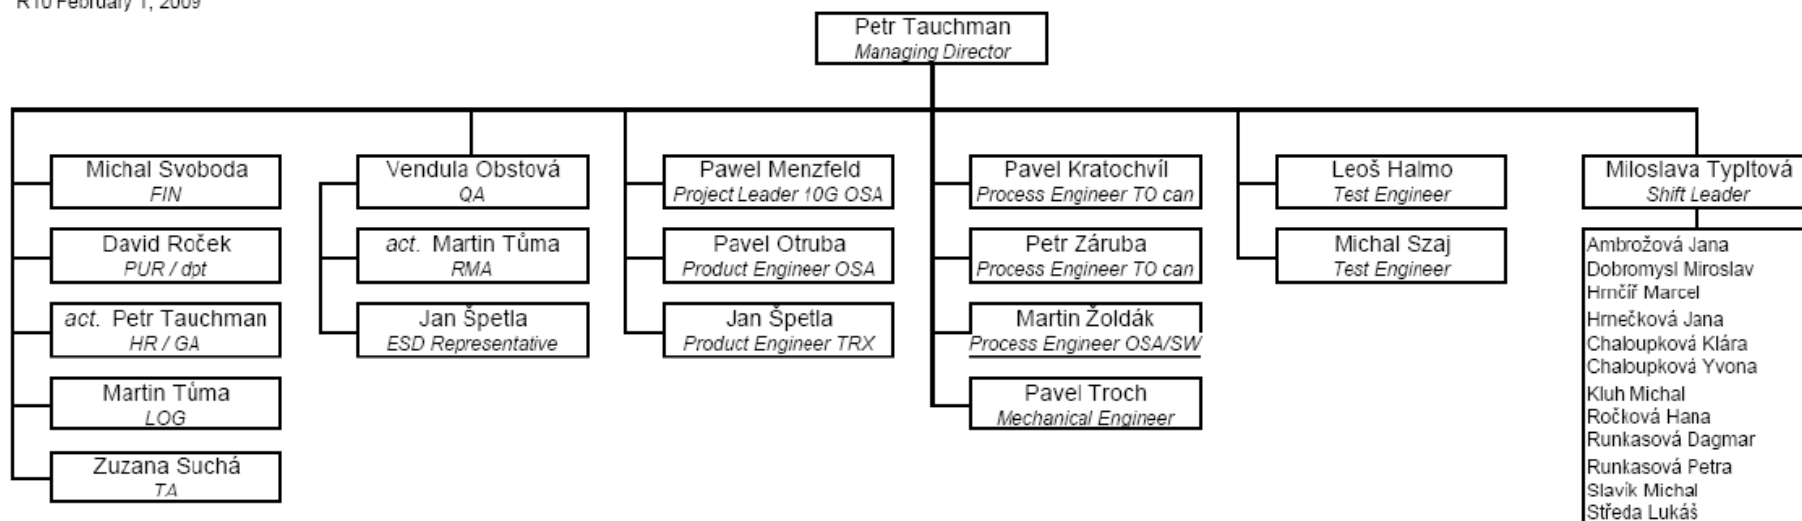 R10 February 1, 2009
Petr Tauchman
Managing Director
Michal Svoboda
FIN
David Roček
PUR / dpt
act. Petr Tauchman
HR / GA
Martin Tůma
LOG
Zuzana Suchá
TA
Vendula Obstová
QA
act. Martin Tůma
RMA
Jan Špetla
ESD Representative
Pawel Menzfeld
Project Leader 10G OSA
Pavel Otruba
Product Engineer OSA
Jan Špetla
Product Engineer TRX
Pavel Kratochvíl
Process Engineer TO can
Petr Záruba
Process Engineer TO can
Martin Žoldák
Process Engineer OSA/SW
Pavel Troch
Mechanical Engineer
Leoš Halmo
Test Engineer
Michal Szaj
Test Engineer
Miloslava Typltová
Shift Leader
Ambrožová Jana
Dobromysl Miroslav
Hrnčíř Marcel
Hrnečková Jana
Chaloupková Klára
Chaloupková Yvona
Kluh Michal
Ročková Hana
Runkasová Dagmar
Runkasová Petra
Slavík Michal
Středa Lukáš